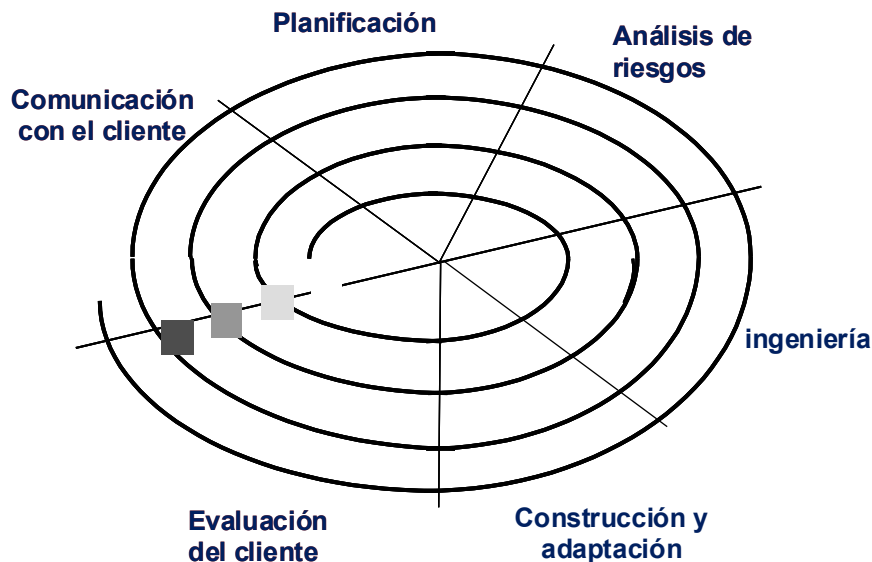 Planificación
Análisis de
riesgos
Comunicación
con el cliente
ingeniería
Construcción y
adaptación
Evaluación
del cliente